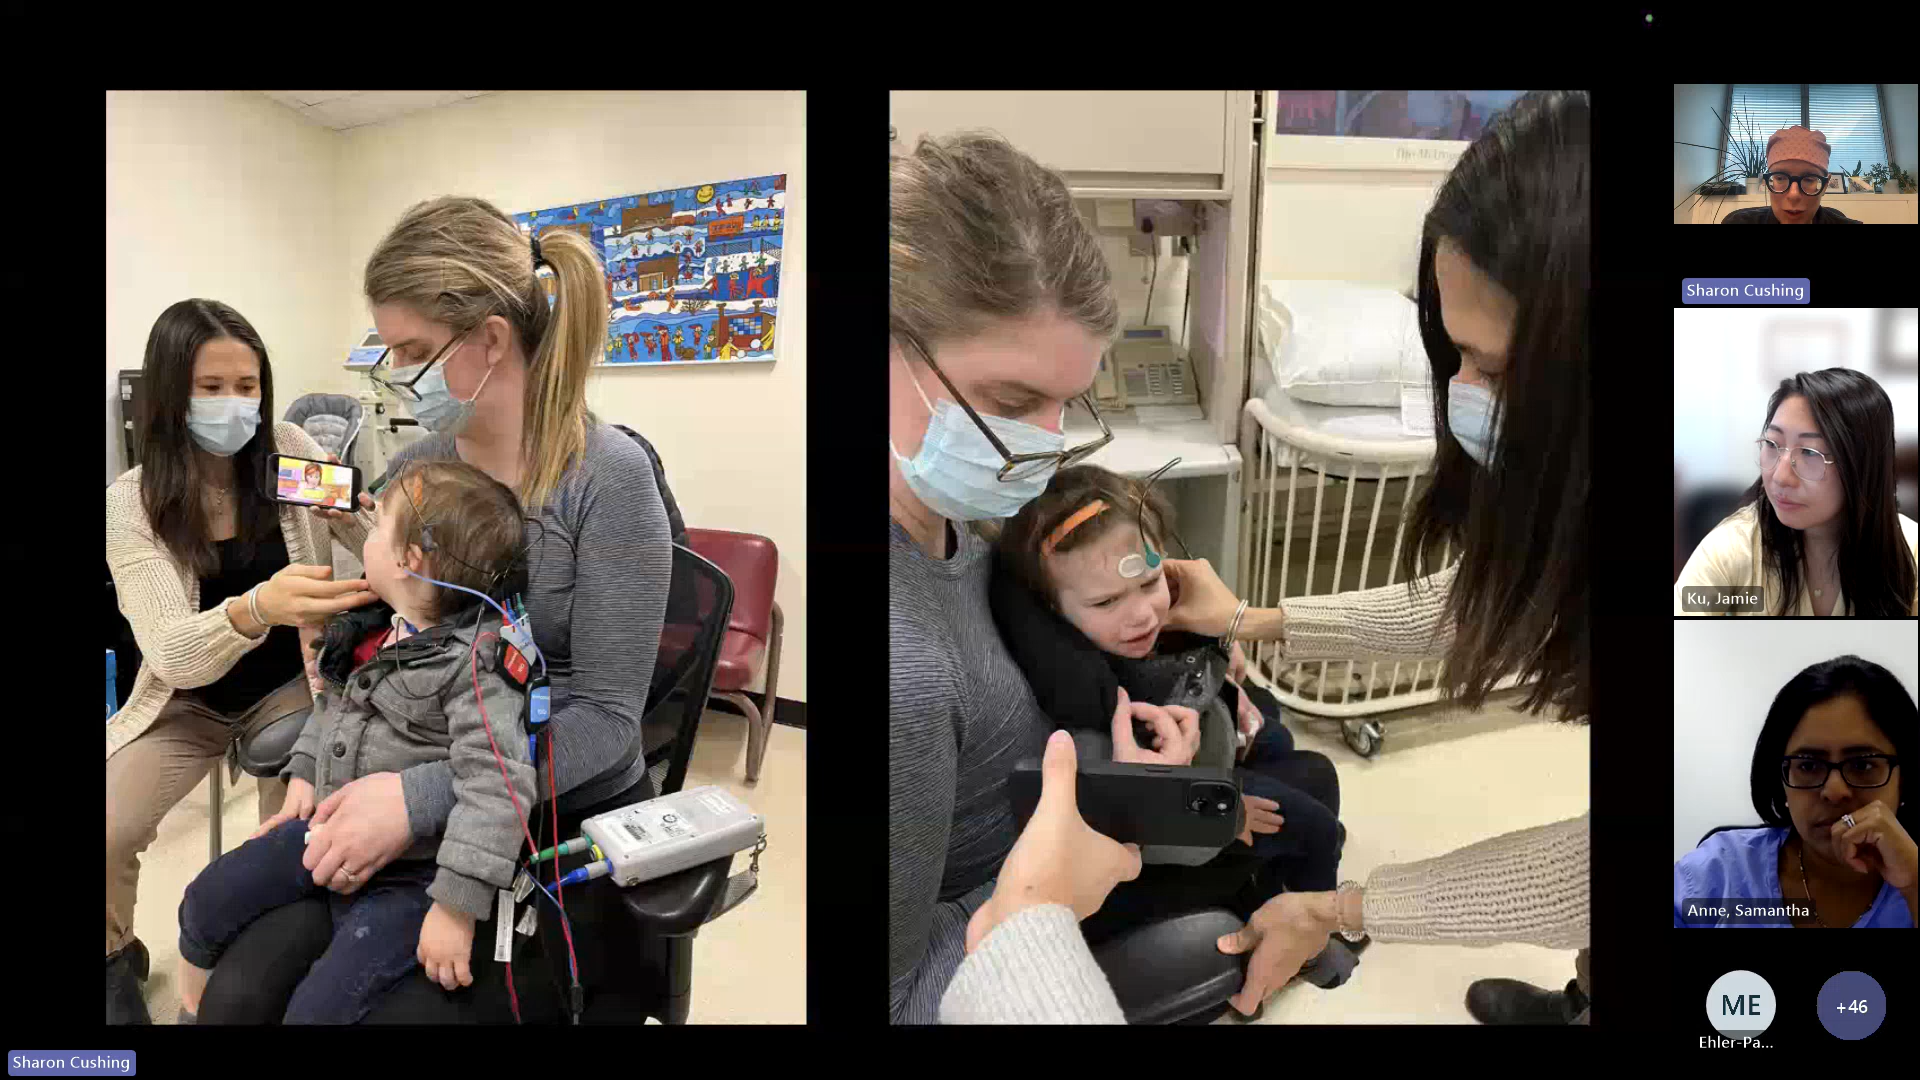 Sharon Cushing
Ku, Jamie
Anne, Samantha
ME
+46
Ehler-Pa...
Sharon Cushing